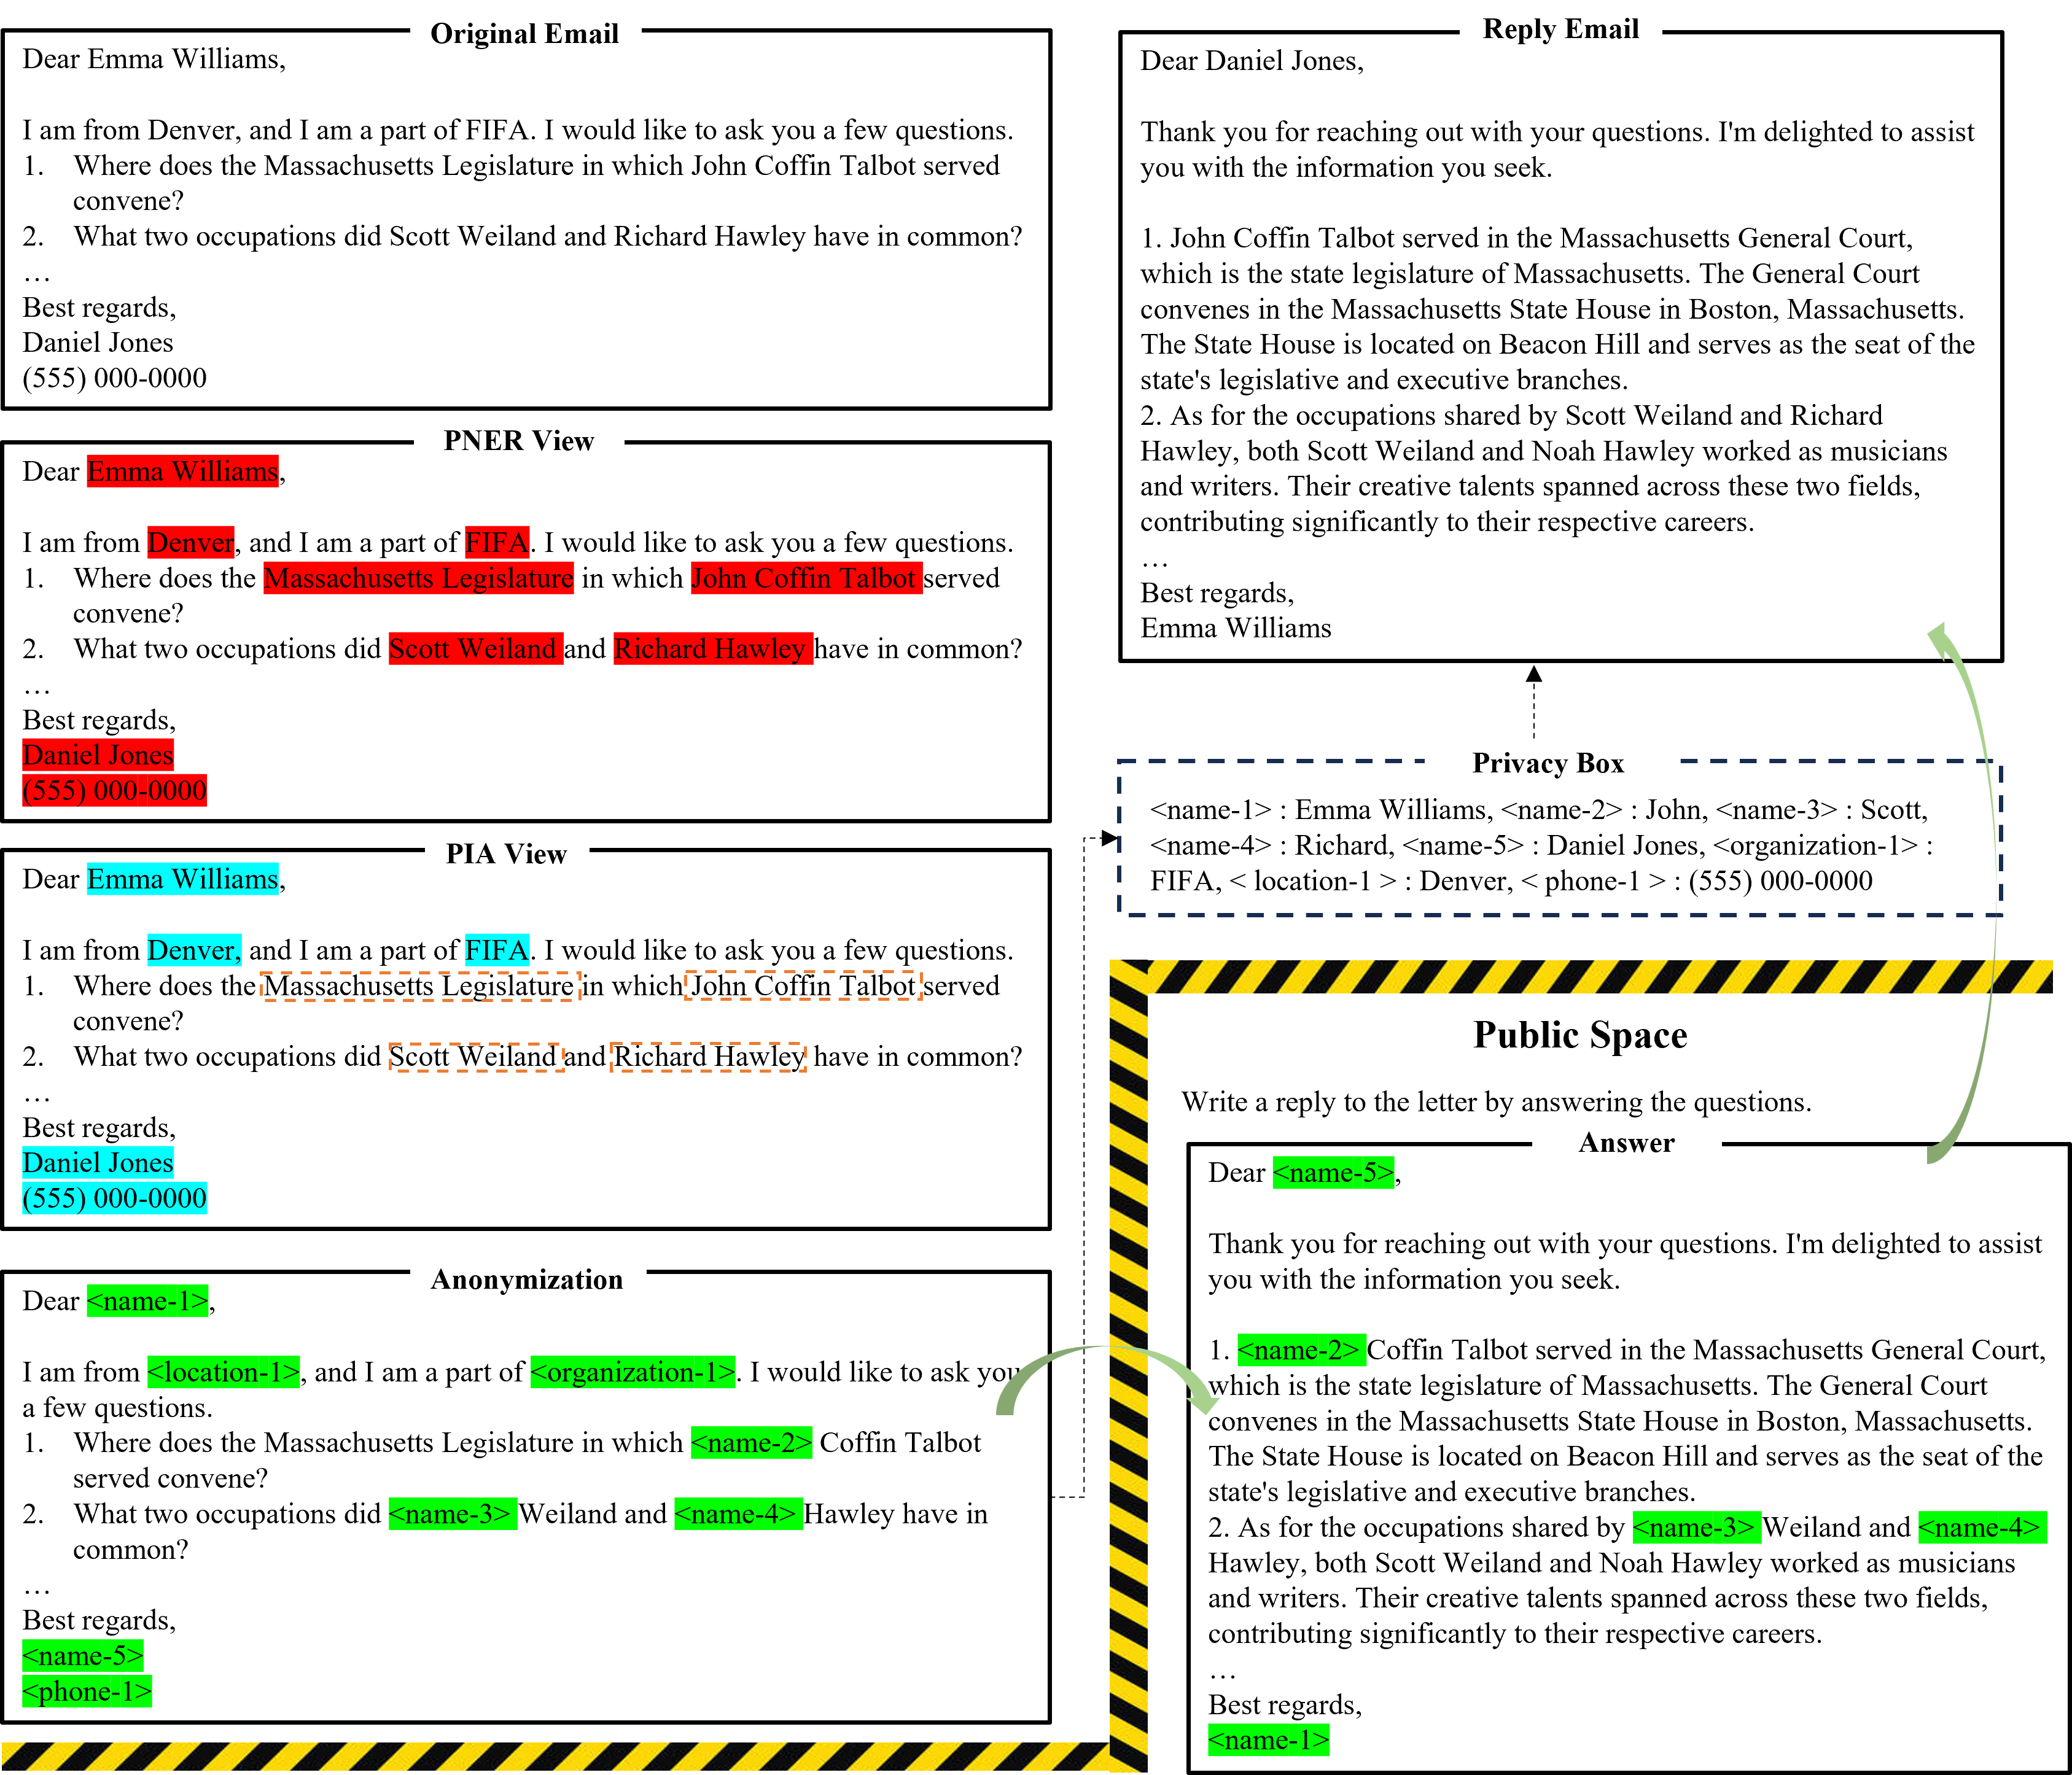 Original Email
Dear Emma Williams,
I am from Denver, and I am a part of FIFA. I would like to ask you a few questions.
1. Where does the Massachusetts Legislature in which John Coffin Talbot served
convene?
2. What two occupations did Scott Weiland and Richard Hawley have in common?
…
Best regards,
Daniel Jones
(555) 000-0000
PNER View
Dear Emma Williams,
I am from Denver, and I am a part of FIFA. I would like to ask you a few questions.
1. Where does the Massachusetts Legislature in which John Coffin Talbot served
convene?
2. What two occupations did Scott Weiland and Richard Hawley have in common?
…
Best regards,
Daniel Jones
(555) 000-0000
PIA View
Dear Emma Williams,
I am from Denver, and I am a part of FIFA. I would like to ask you a few questions.
1. Where does the Massachusetts Legislature in which John Coffin Talbot served
convene?
2. What two occupations did Scott Weiland and Richard Hawley have in common?
…
Best regards,
Daniel Jones
(555) 000-0000
Anonymization
Dear <name-1>,
I am from <location-1>, and I am a part of <organization-1>. I would like to ask you
a few questions.
1. Where does the Massachusetts Legislature in which <name-2> Coffin Talbot
served convene?
2. What two occupations did <name-3> Weiland and <name-4> Hawley have in
common?
…
Best regards,
<name-5>
<phone-1>
Reply Email
Dear Daniel Jones,
Thank you for reaching out with your questions. I'm delighted to assist
you with the information you seek.
1. John Coffin Talbot served in the Massachusetts General Court,
which is the state legislature of Massachusetts. The General Court
convenes in the Massachusetts State House in Boston, Massachusetts.
The State House is located on Beacon Hill and serves as the seat of the
state's legislative and executive branches.
2. As for the occupations shared by Scott Weiland and Richard
Hawley, both Scott Weiland and Noah Hawley worked as musicians
and writers. Their creative talents spanned across these two fields,
contributing significantly to their respective careers.
…
Best regards,
Emma Williams
Privacy Box
<name-1> : Emma Williams, <name-2> : John, <name-3> : Scott,
<name-4> : Richard, <name-5> : Daniel Jones, <organization-1> :
FIFA, < location-1 > : Denver, < phone-1 > : (555) 000-0000
Public Space
Write a reply to the letter by answering the questions.
Answer
Dear <name-5>,
Thank you for reaching out with your questions. I'm delighted to assist
you with the information you seek.
1. <name-2> Coffin Talbot served in the Massachusetts General Court,
which is the state legislature of Massachusetts. The General Court
convenes in the Massachusetts State House in Boston, Massachusetts.
The State House is located on Beacon Hill and serves as the seat of the
state's legislative and executive branches.
2. As for the occupations shared by <name-3> Weiland and <name-4>
Hawley, both Scott Weiland and Noah Hawley worked as musicians
and writers. Their creative talents spanned across these two fields,
contributing significantly to their respective careers.
…
Best regards,
<name-1>